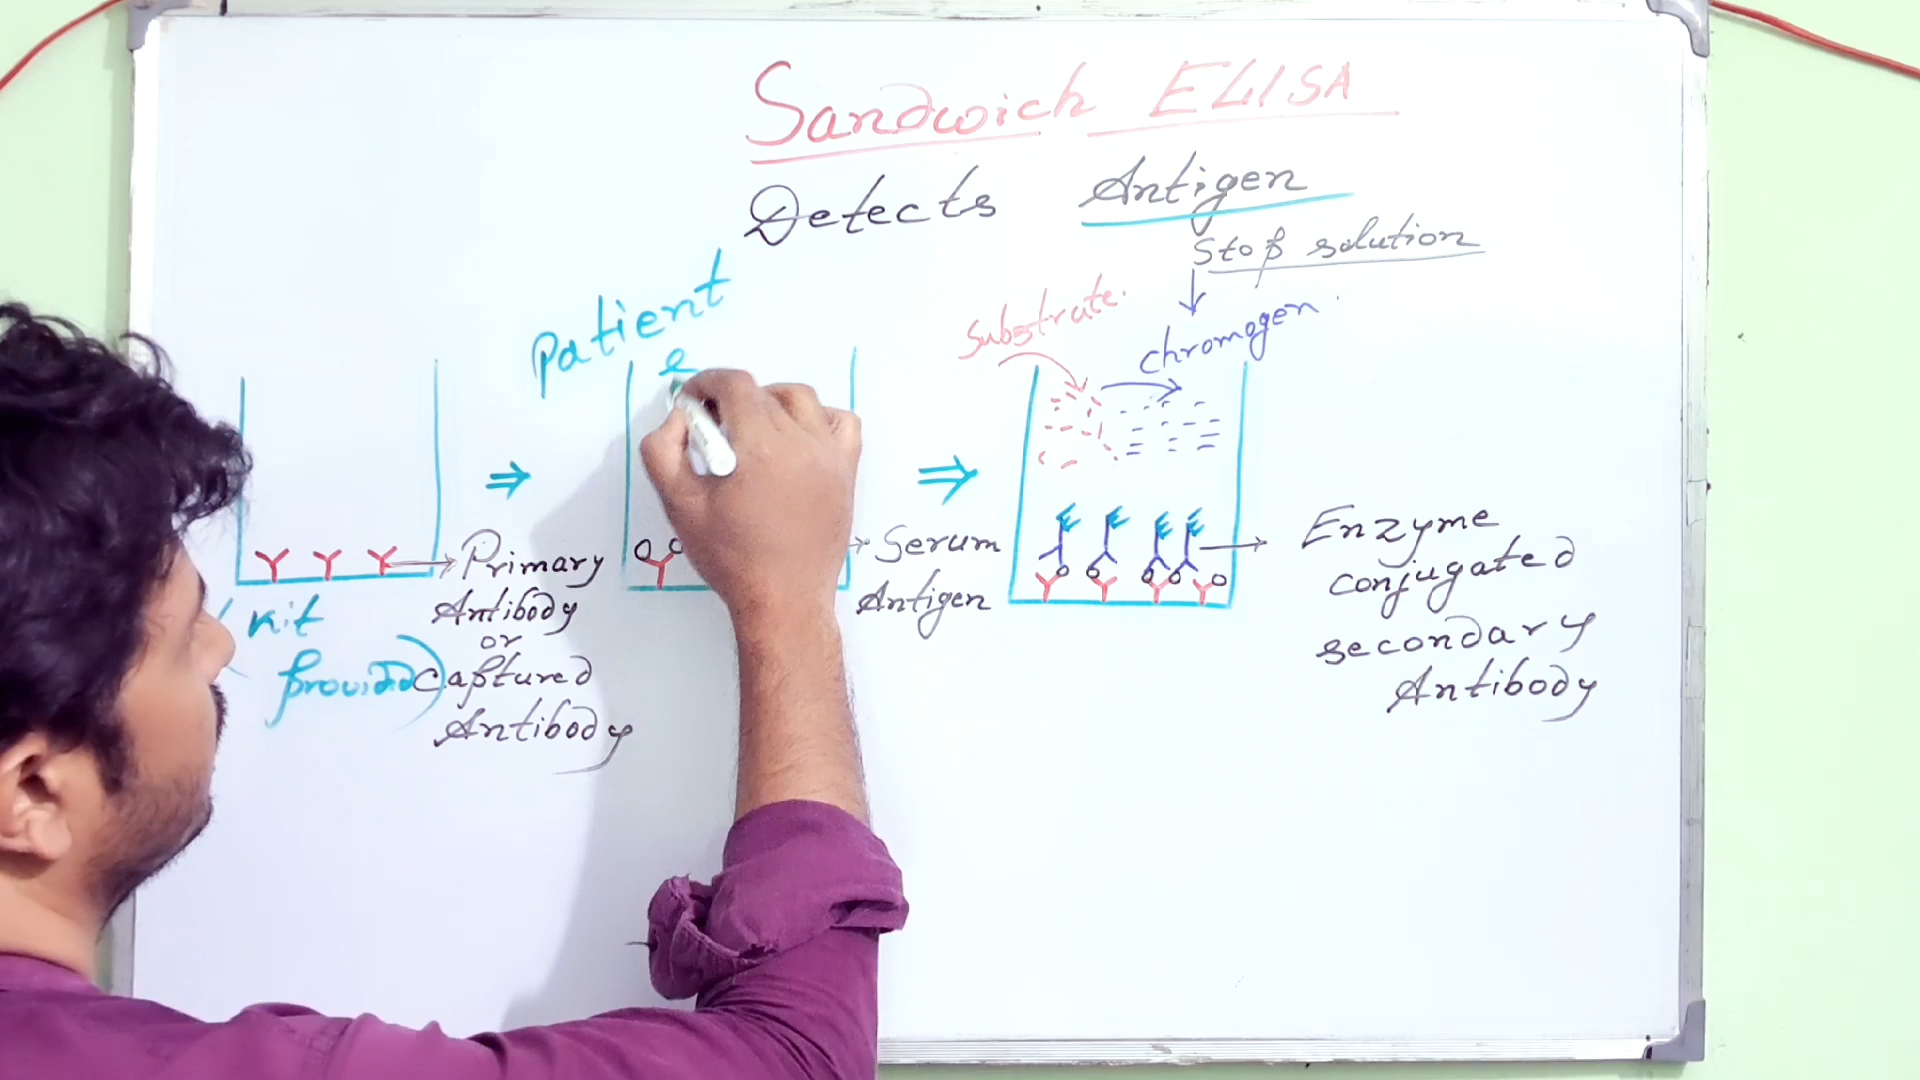 Sandwich ELISA
Detects Antigen
Stop solution
Substrate.
chromogen.
Patient
Primary
Antibody
or
Captured
Antibody
Kit
provided)
Serum
Antigen
Enzyme
conjugated
secondary
Antibody